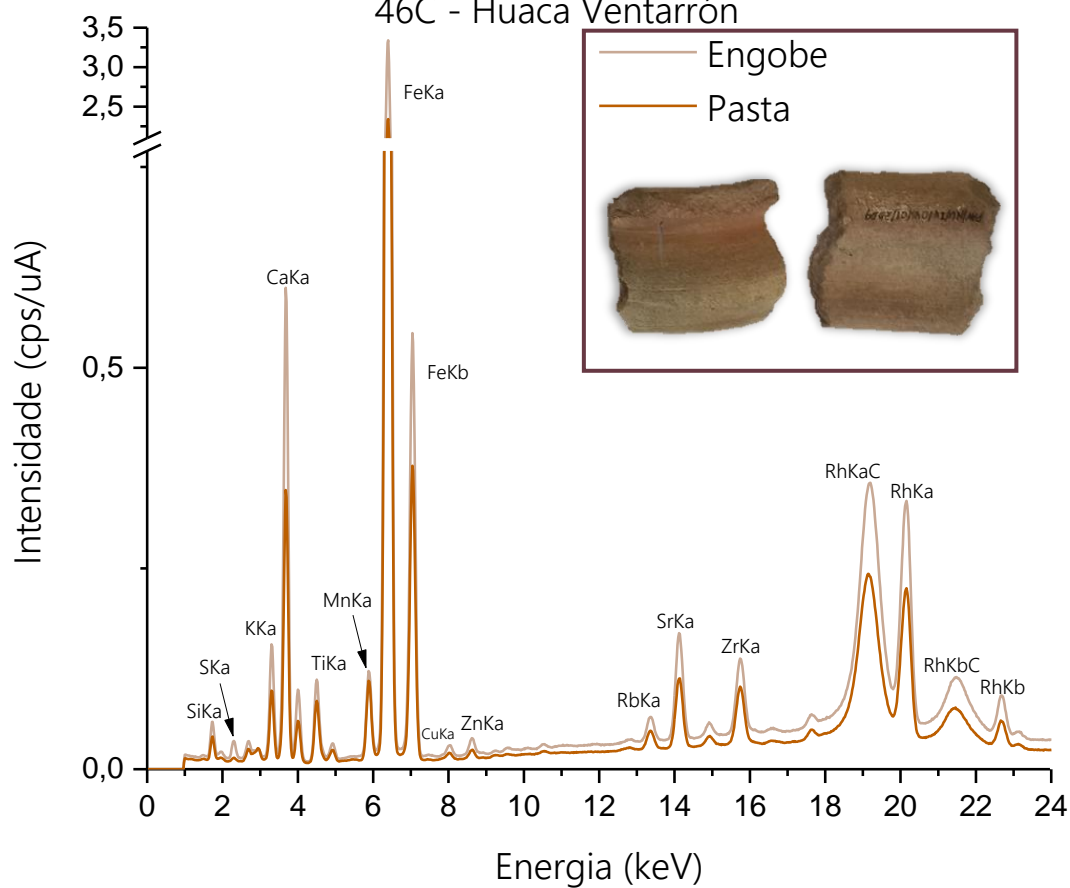 46C - Huaca Ventarrón
3,5
3,0
2,5
0,5
0,0
Intensidade (cps/uA)
Engobe
Pasta
FeKa
CaKa
FeKb
RhKaC
RhKa
MnKa
SrKa
KKa
ZrKa
SKa
TiKa
RhKbC
RhKb
SiKa
RbKa
CuKa
ZnKa
0 2 4 6 8 10 12 14 16 18 20 22 24
Energia (keV)